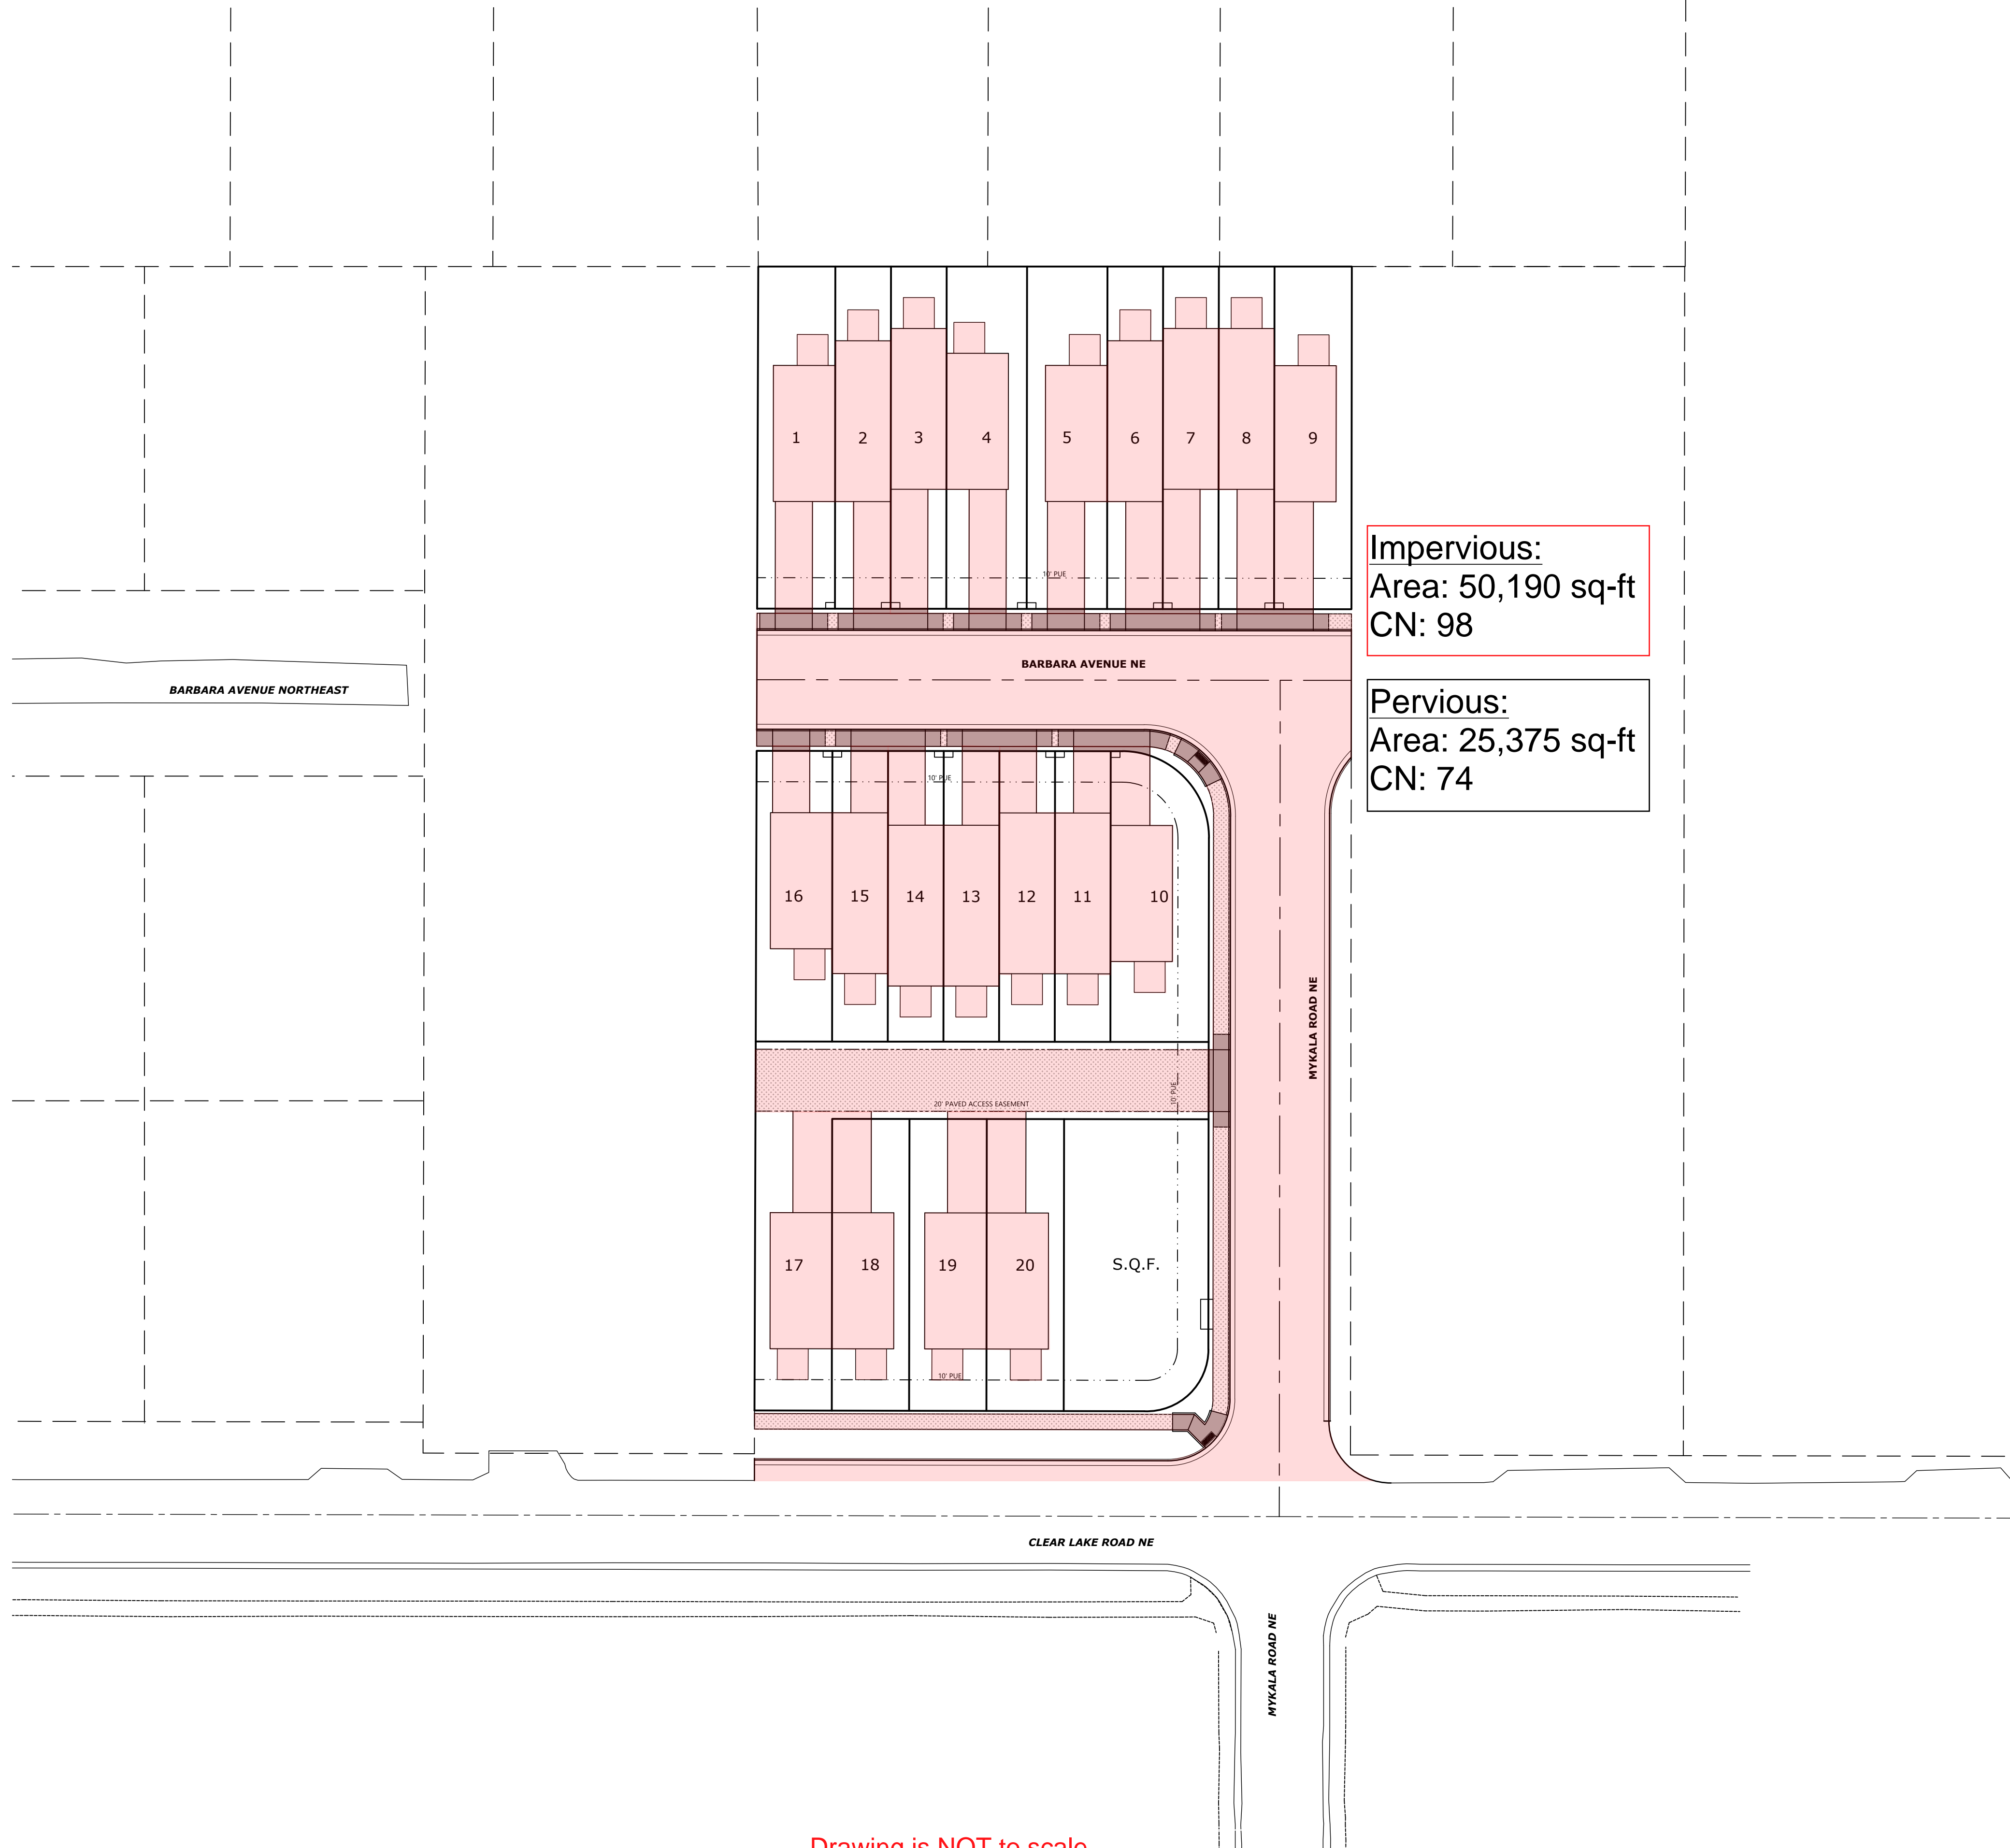 1
2
3
4
5
6
7
8
9
10' PUE
Impervious:
Area: 50,190 sq-ft
CN: 98
BARBARA AVENUE NE
BARBARA AVENUE NORTHEAST
Pervious:
Area: 25,375 sq-ft
CN: 74
10' PUE
16
15
14
13
12
11
10
MYKALA ROAD NE
10' PUE
20' PAVED ACCESS EASEMENT
17
18
19
20
S.Q.F.
10' PUE
CLEAR LAKE ROAD NE
MYKALA ROAD NE
Drawing is NOT to scale